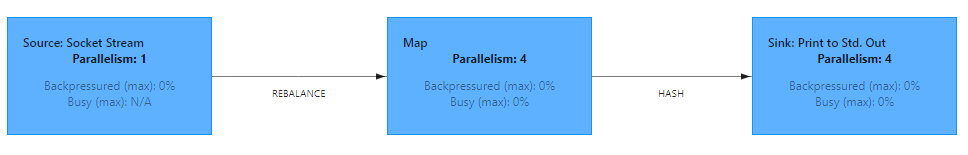 Source: Socket Stream
Parallelism: 1
Backpressured (max): 0%
Busy (max): N/A
REBALANCE
Map
Parallelism: 4
Backpressured (max): 0%
Busy (max): 0%
HASH
Sink: Print to Std. Out
Parallelism: 4
Backpressured (max): 0%
Busy (max): 0%